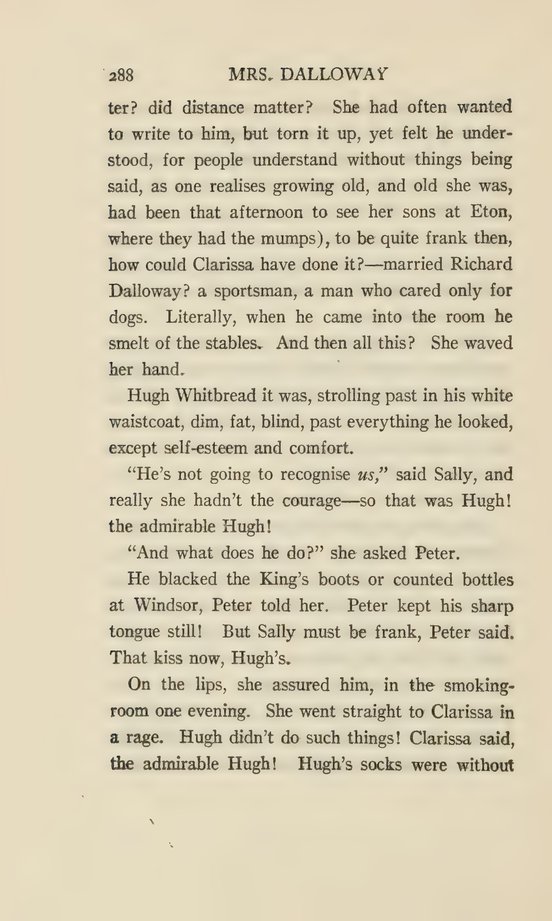 288 MRS. DALLOWAY
ter? did distance matter? She had often wanted
to write to him, but torn it up, yet felt he under-
stood, for people understand without things being
said, as one realises growing old, and old she was,
had been that afternoon to see her sons at Eton,
where they had the mumps), to be quite frank then,
how could Clarissa have done it?—married Richard
Dalloway? a sportsman, a man who cared only for
dogs. Literally, when he came into the room he
smelt of the stables. And then all this? She waved
her hand.
Hugh Whitbread it was, strolling past in his white
waistcoat, dim, fat, blind, past everything he looked,
except self-esteem and comfort.
"He's not going to recognise us," said Sally, and
really she hadn't the courage—so that was Hugh!
the admirable Hugh!
"And what does he do?" she asked Peter.
He blacked the King's boots or counted bottles
at Windsor, Peter told her. Peter kept his sharp
tongue still! But Sally must be frank, Peter said.
That kiss now, Hugh's.
On the lips, she assured him, in the smoking-
room one evening. She went straight to Clarissa in
a rage. Hugh didn't do such things! Clarissa said,
the admirable Hugh! Hugh's socks were without